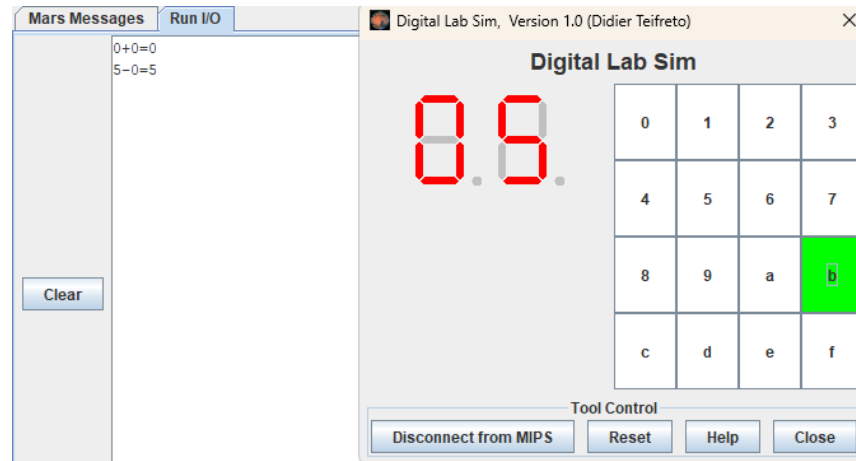 Mars Messages Run I/O
0+0=0
5-0=5
Clear
Digital Lab Sim, Version 1.0 (Didier Teifreto)
Digital Lab Sim
05
0 1 2 3
4 5 6 7
8 9 a b
c d e f
Tool Control
Disconnect from MIPS Reset Help Close